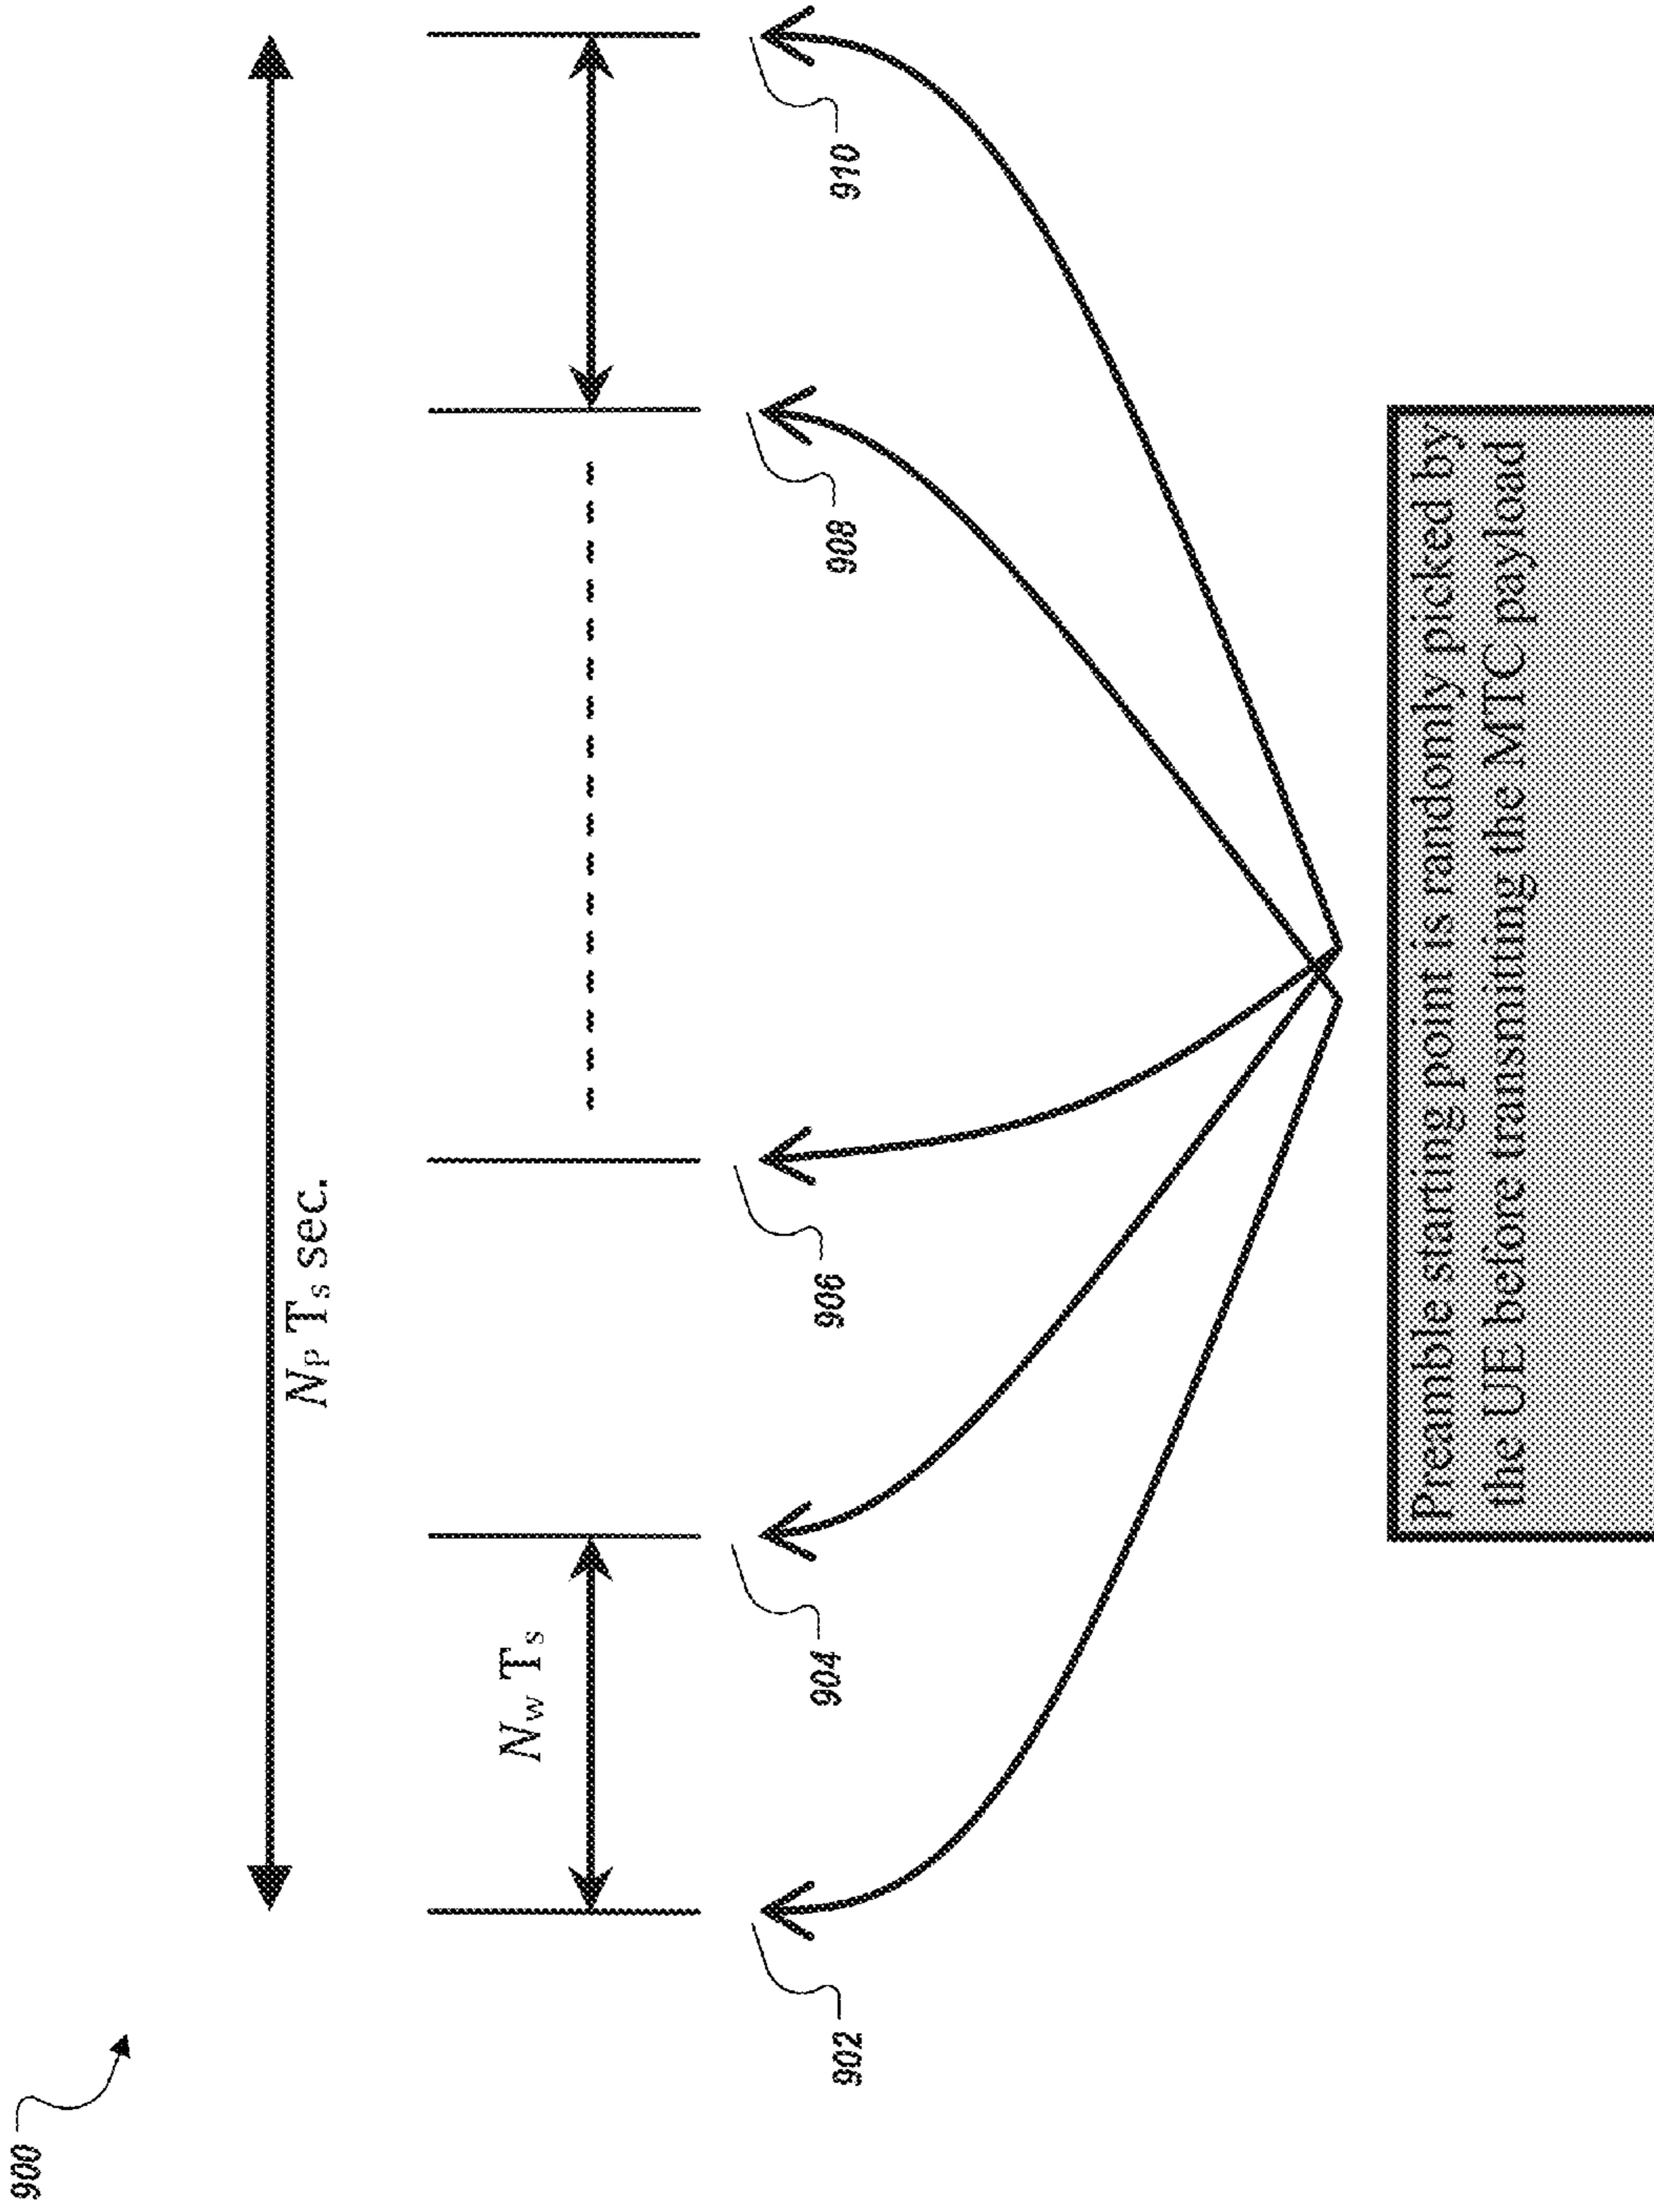 900
N_P T_s sec.
N_w T_s
902
904
906
908
910
Preamble starting point is randomly picked by
the UE before transmitting the MTC payload